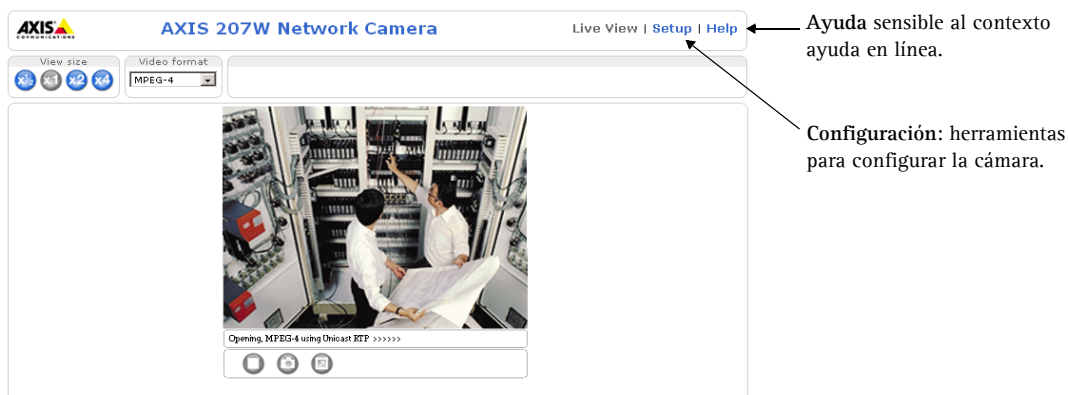 AXIS
COMMUNICATIONS
AXIS 207W Network Camera
Live View | Setup | Help
View size
x½ x1 x2 x4
Video format
MPEG-4
Opening, MPEG-4 using Unicast RTP >>>>>>
Ayuda sensible al contexto
ayuda en línea.
Configuración: herramientas
para configurar la cámara.